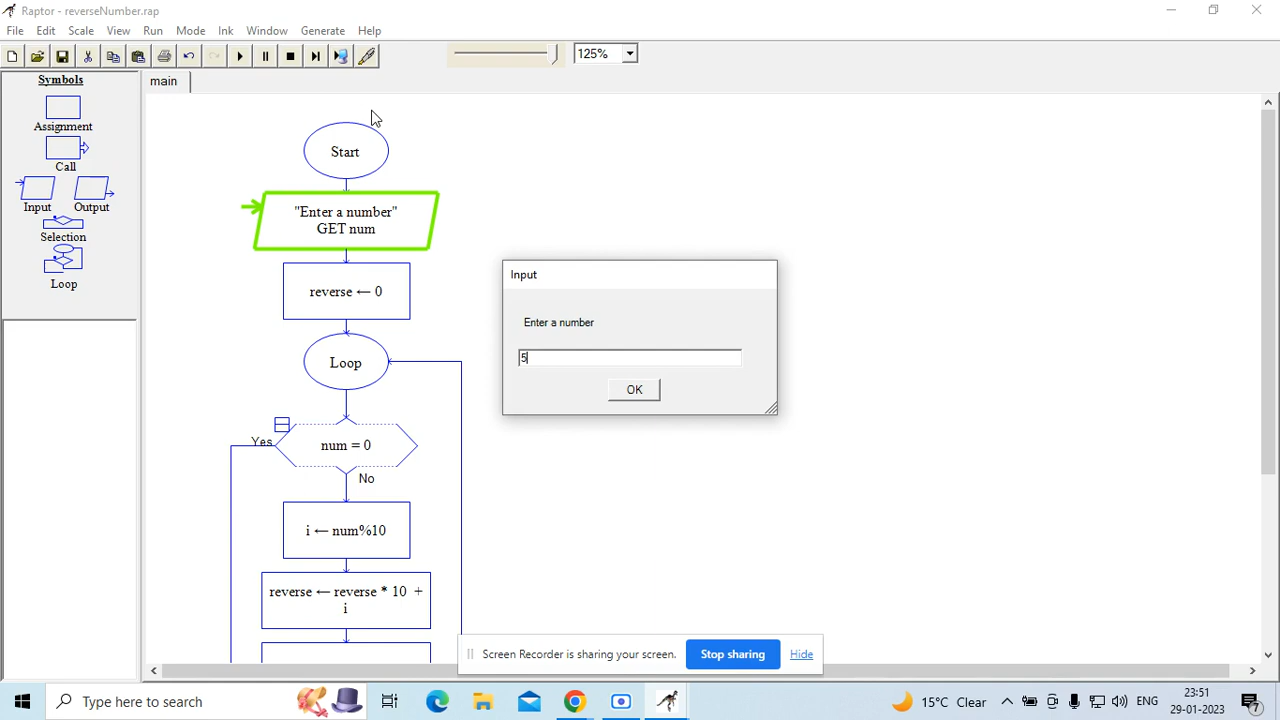 Raptor - reverseNumber.rap
File Edit Scale View Run Mode Ink Window Generate Help
125%
Symbols
main
Assignment
Call
Input Output
Selection
Loop
Start
"Enter a number"
GET num
reverse ← 0
Loop
Yes
num = 0
No
i ← num%10
reverse ← reverse * 10 +
i
Input
Enter a number
5
OK
Screen Recorder is sharing your screen. Stop sharing Hide
Type here to search
15°C Clear
ENG
23:51
29-01-2023
7